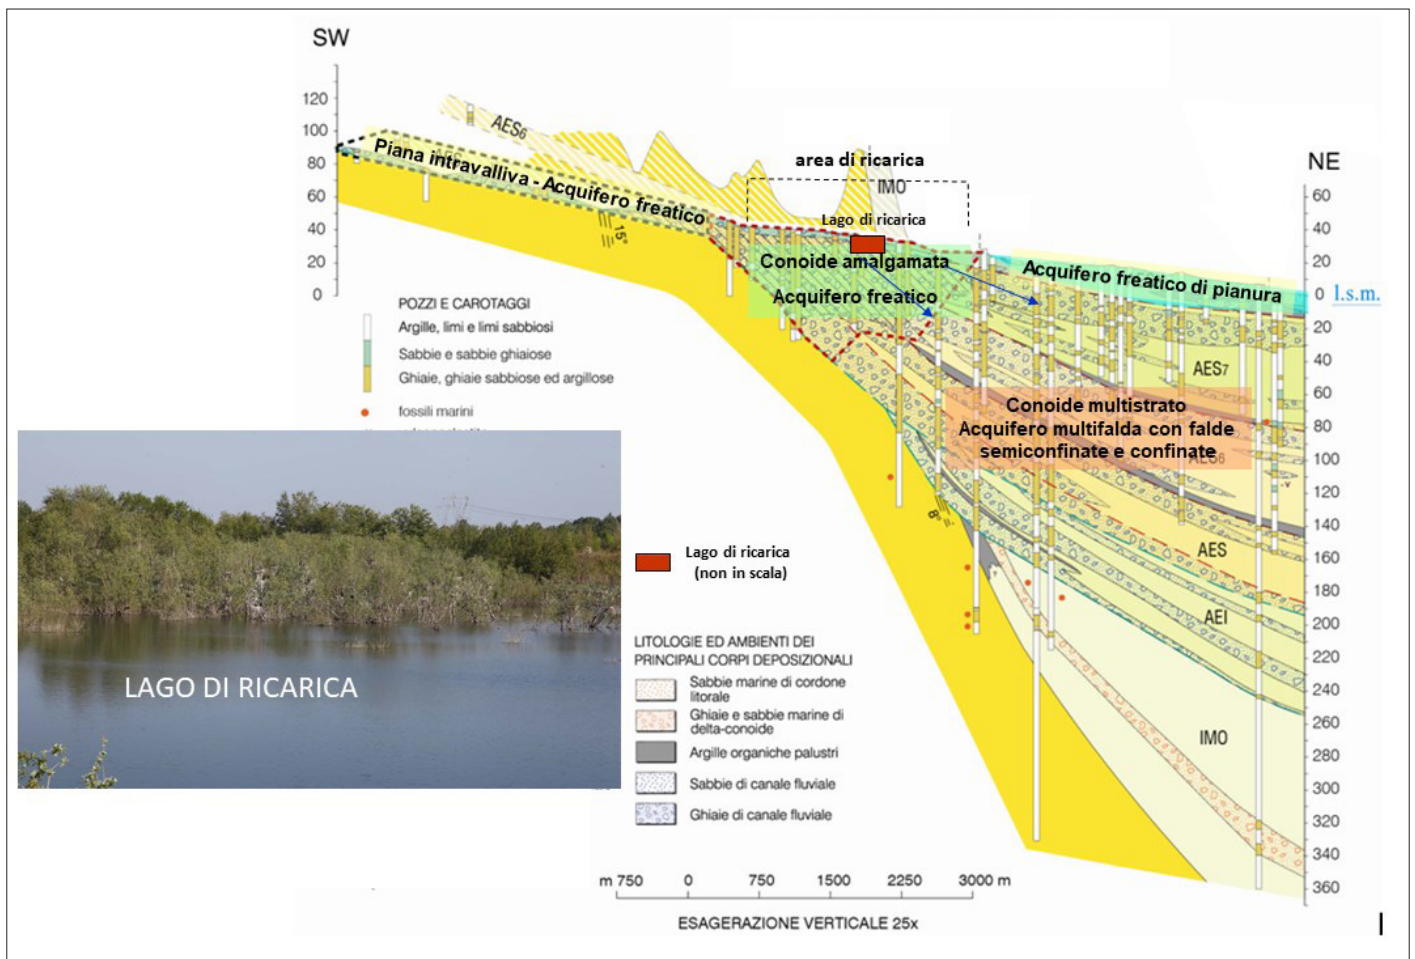 SW
120
100
80
60
40
20
0
AES6
Piana intravalliva - Acquifero freatico
15°
area di ricarica
IMO
Lago di ricarica
Conoide amalgamata
Acquifero freatico
NE
60
40
20
0
l.s.m.
20
40
60
80
100
120
140
160
180
200
220
240
260
280
300
320
340
360
Acquifero freatico di pianura
AES7
Conoide multistrato
Acquifero multifalda con falde
semiconfinate e confinate
AES6
8°
AES
AEI
IMO
POZZI E CAROTAGGI
Argille, limi e limi sabbiosi
Sabbie e sabbie ghiaiose
Ghiaie, ghiaie sabbiose ed argillose
fossili marini
LAGO DI RICARICA
Lago di ricarica
(non in scala)
LITOLOGIE ED AMBIENTI DEI
PRINCIPALI CORPI DEPOSIZIONALI
Sabbie marine di cordone
litorale
Ghiaie e sabbie marine di
delta-conoide
Argille organiche palustri
Sabbie di canale fluviale
Ghiaie di canale fluviale
m 750 0 750 1500 2250 3000 m
ESAGERAZIONE VERTICALE 25x